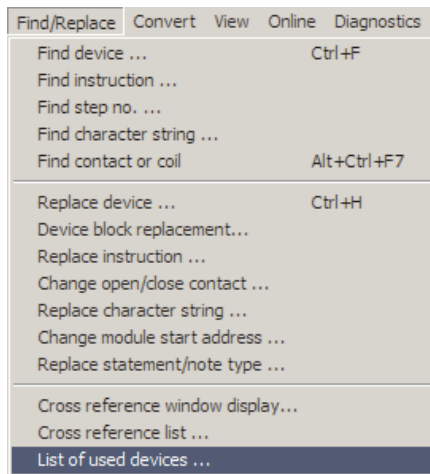 Find/Replace Convert View Online Diagnostics
Find device ... Ctrl+F
Find instruction ...
Find step no. ...
Find character string ...
Find contact or coil Alt+Ctrl+F7
Replace device ... Ctrl+H
Device block replacement...
Replace instruction ...
Change open/close contact ...
Replace character string ...
Change module start address ...
Replace statement/note type ...
Cross reference window display...
Cross reference list ...
List of used devices ...